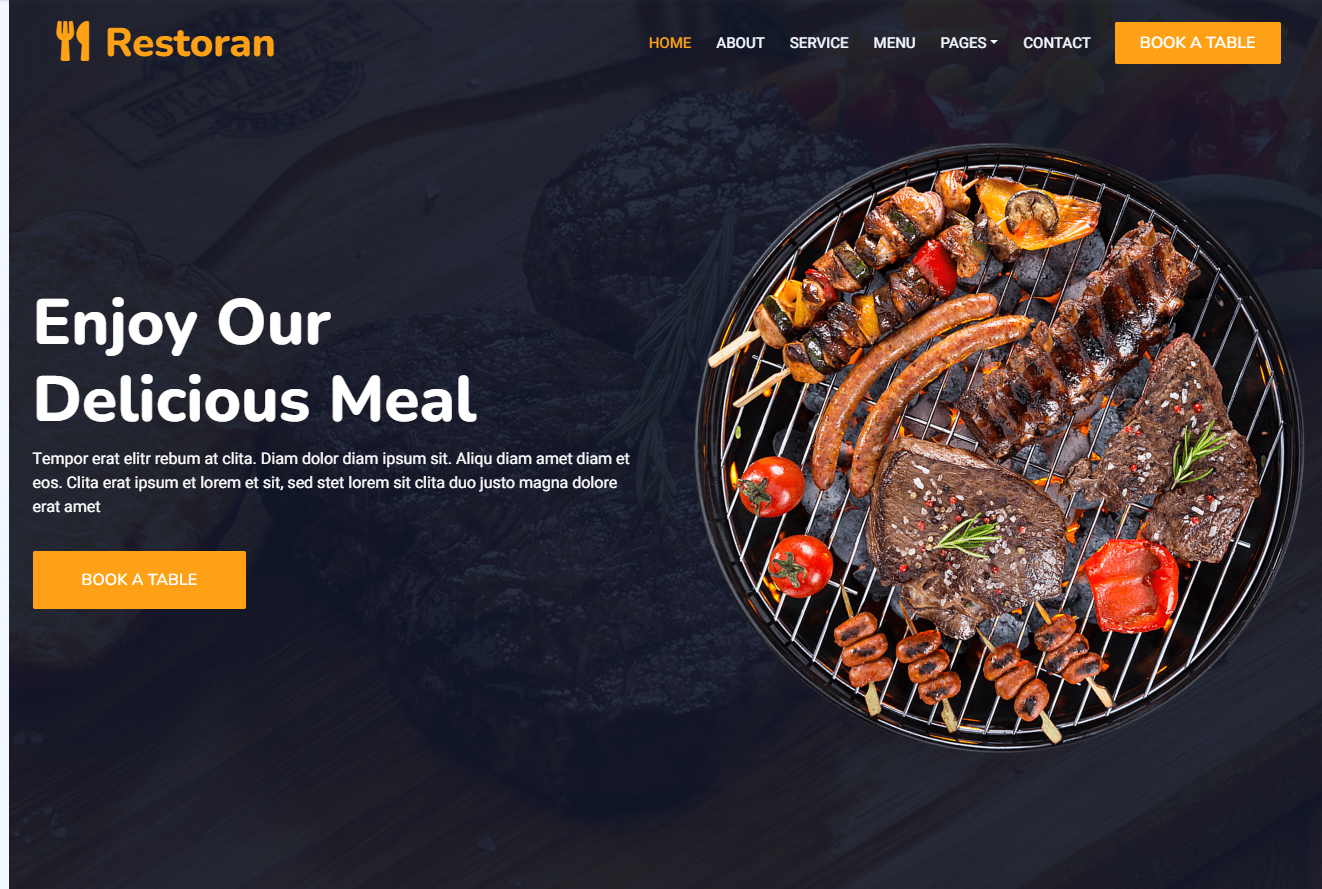 Restoran
HOME ABOUT SERVICE MENU PAGES CONTACT BOOK A TABLE
Enjoy Our
Delicious Meal
Tempor erat elitr rebum at clita. Diam dolor diam ipsum sit. Aliqu diam amet diam et
eos. Clita erat ipsum et lorem et sit, sed stet lorem sit clita duo justo magna dolore
erat amet
BOOK A TABLE